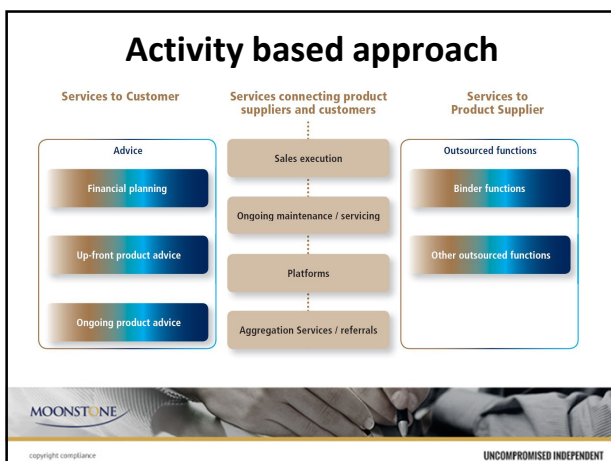 Activity based approach
Services to Customer
Advice
Financial planning
Up-front product advice
Ongoing product advice
Services connecting product
suppliers and customers
Sales execution
Ongoing maintenance / servicing
Platforms
Aggregation Services / referrals
Services to
Product Supplier
Outsourced functions
Binder functions
Other outsourced functions
MOONSTONE
copyright compliance
UNCOMPROMISED INDEPENDENT